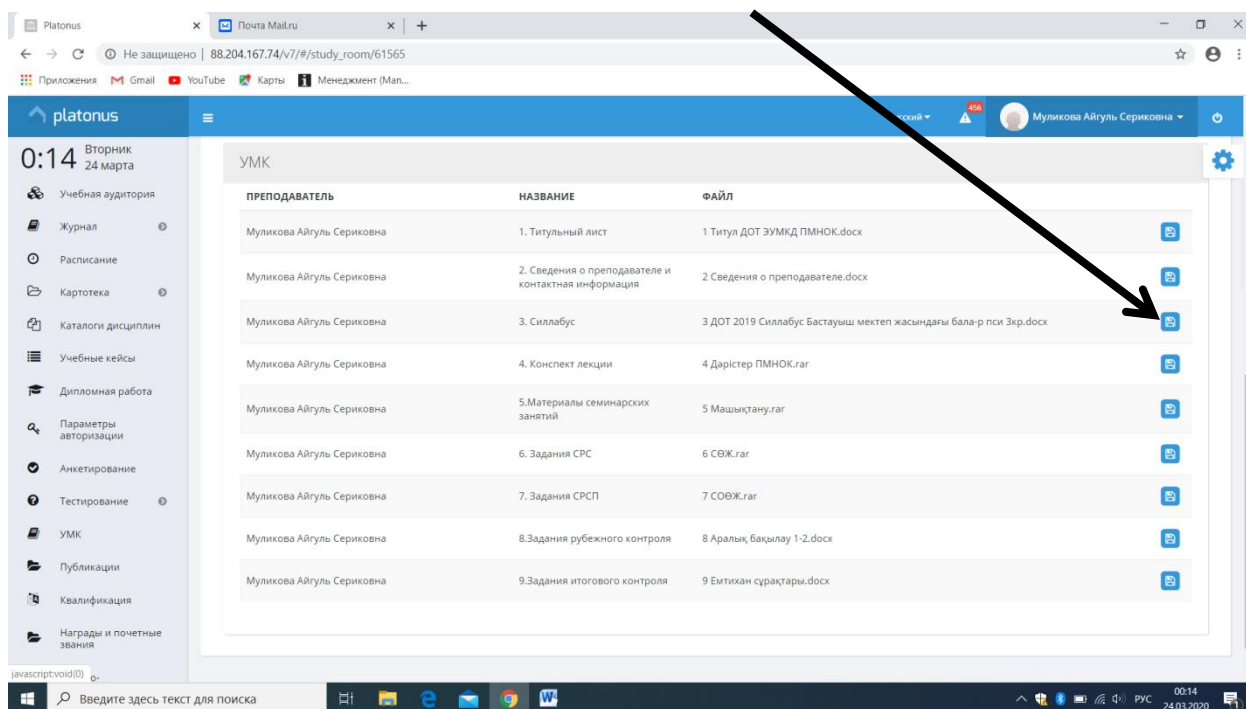 Platonus
Почта Mail.ru
Не защищено | 88.204.167.74/v7/#/study_room/61565
Приложения Gmail YouTube Карты Менеджмент (Man...
platonus
456
Муликова Айгуль Сериковна
0:14 Вторник
24 марта
Учебная аудитория
Журнал
Расписание
Картотека
Каталоги дисциплин
Учебные кейсы
Дипломная работа
Параметры
авторизации
Анкетирование
Тестирование
УМК
Публикации
Квалификация
Награды и почетные
звания
УМК
ПРЕПОДАВАТЕЛЬ НАЗВАНИЕ ФАЙЛ
Муликова Айгуль Сериковна 1. Титульный лист 1 Титул ДОТ ЭУМКД ПМНОК.docx
Муликова Айгуль Сериковна 2. Сведения о преподавателе и
контактная информация 2 Сведения о преподавателе.docx
Муликова Айгуль Сериковна 3. Силлабус 3 ДОТ 2019 Силлабус Бастауыш мектеп жасындағы бала-р пси 3кр.docx
Муликова Айгуль Сериковна 4. Конспект лекции 4 Дәрістер ПМНОК.rar
Муликова Айгуль Сериковна 5.Материалы семинарских
занятий 5 Машықтану.rar
Муликова Айгуль Сериковна 6. Задания СРС 6 СӨЖ.rar
Муликова Айгуль Сериковна 7. Задания СРСП 7 СОӨЖ.rar
Муликова Айгуль Сериковна 8.Задания рубежного контроля 8 Аралық бақылау 1-2.docx
Муликова Айгуль Сериковна 9.Задания итогового контроля 9 Емтихан сұрақтары.docx
javascript:void(0)
Введите здесь текст для поиска
РУС 00:14
24.03.2020